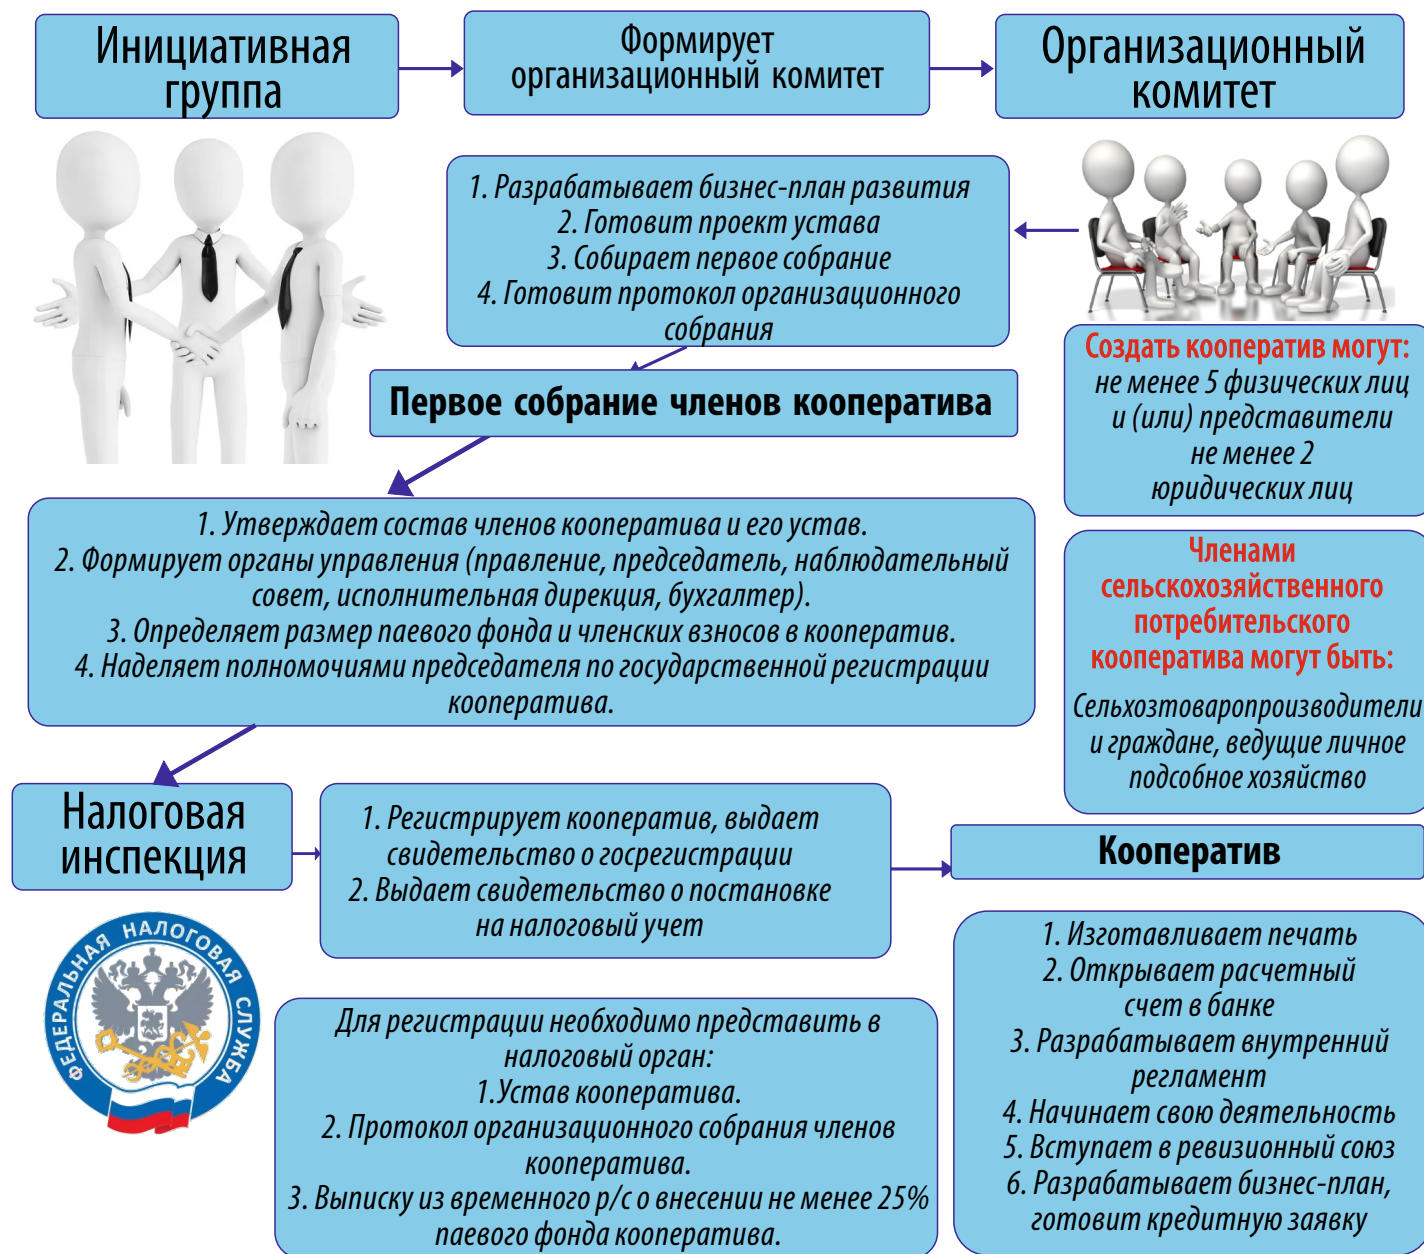 Инициативная
группа
Формирует
организационный комитет
Организационный
комитет
1. Разрабатывает бизнес-план развития
2. Готовит проект устава
3. Собирает первое собрание
4. Готовит протокол организационного
собрания
Создать кооператив могут:
не менее 5 физических лиц
и (или) представители
не менее 2
юридических лиц
Первое собрание членов кооператива
1. Утверждает состав членов кооператива и его устав.
2. Формирует органы управления (правление, председатель, наблюдательный
совет, исполнительная дирекция, бухгалтер).
3. Определяет размер паевого фонда и членских взносов в кооператив.
4. Наделяет полномочиями председателя по государственной регистрации
кооператива.
Членами
сельскохозяйственного
потребительского
кооператива могут быть:
Сельхозтоваропроизводители
и граждане, ведущие личное
подсобное хозяйство
Налоговая
инспекция
1. Регистрирует кооператив, выдает
свидетельство о госрегистрации
2. Выдает свидетельство о постановке
на налоговый учет
Кооператив
1. Изготавливает печать
2. Открывает расчетный
счет в банке
3. Разрабатывает внутренний
регламент
4. Начинает свою деятельность
5. Вступает в ревизионный союз
6. Разрабатывает бизнес-план,
готовит кредитную заявку
ФЕДЕРАЛЬНАЯ НАЛОГОВАЯ СЛУЖБА
Для регистрации необходимо представить в
налоговый орган:
1.Устав кооператива.
2. Протокол организационного собрания членов
кооператива.
3. Выписку из временного р/с о внесении не менее 25%
паевого фонда кооператива.